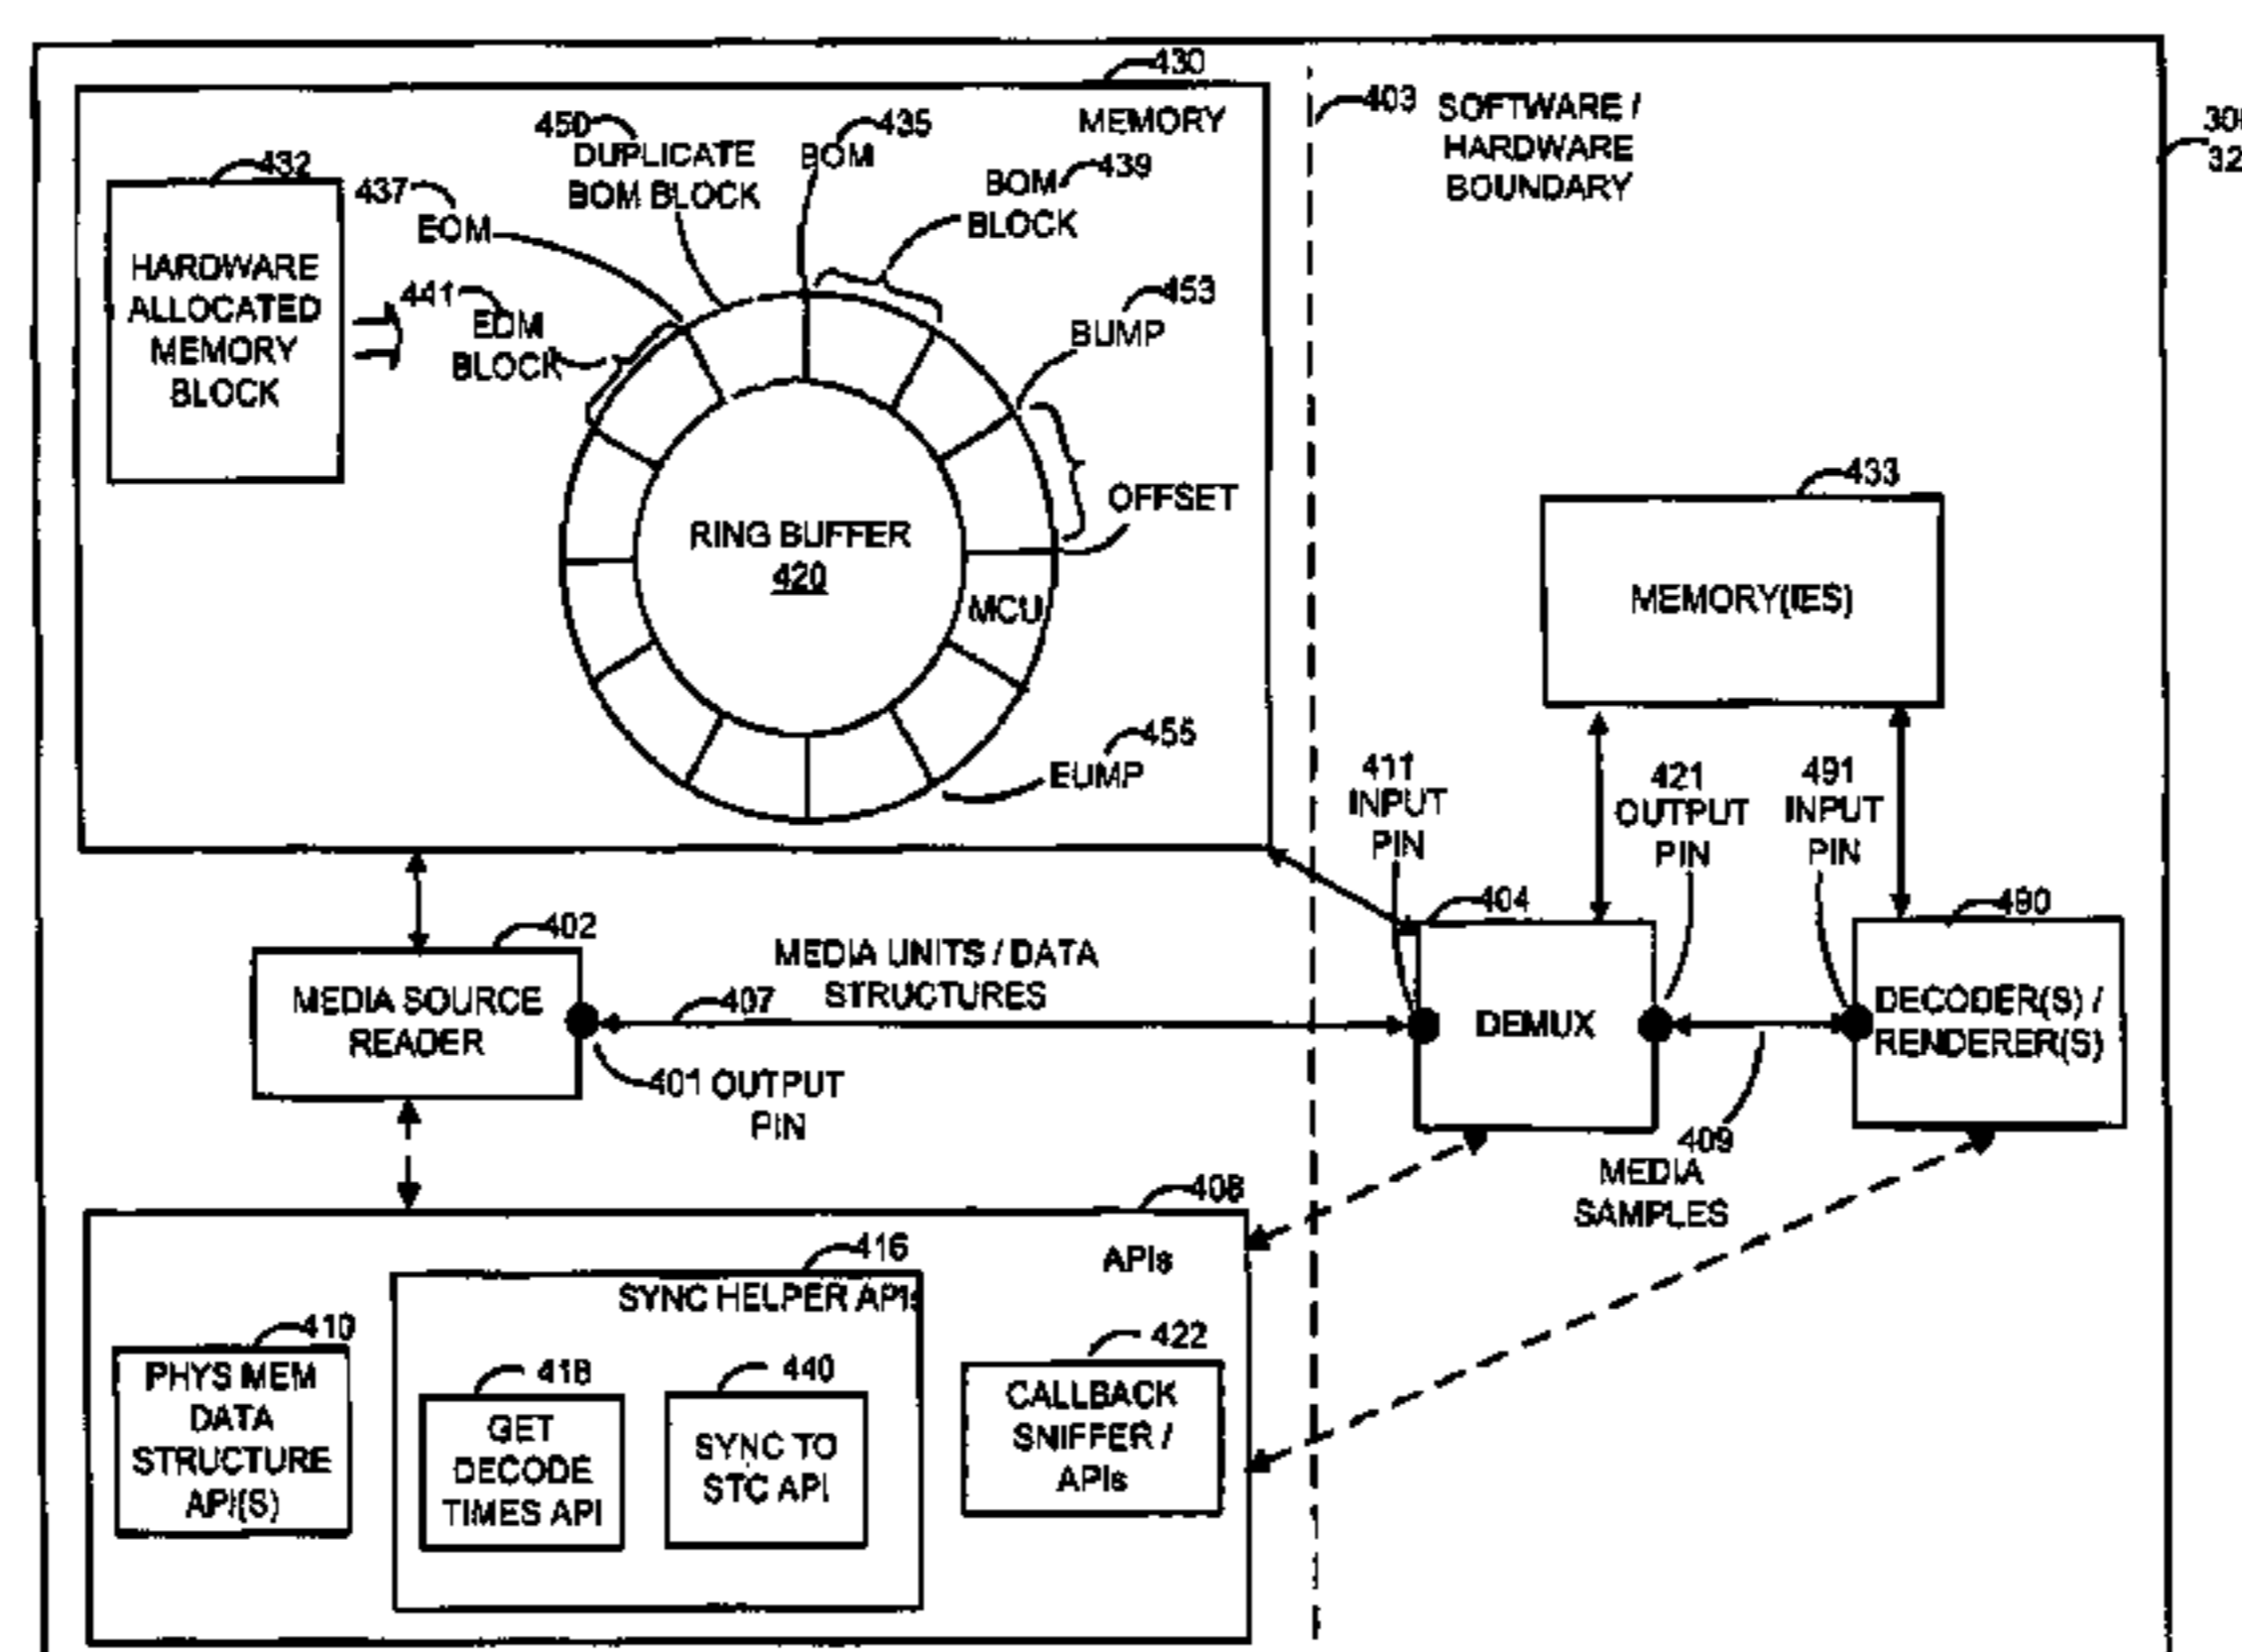 430
MEMORY
403
SOFTWARE /
HARDWARE
BOUNDARY
432
HARDWARE
ALLOCATED
MEMORY
BLOCK
450
DUPLICATE
BOM BLOCK
435
BOM
439
BOM
BLOCK
437
EOM
441
EOM
BLOCK
453
BUMP
OFFSET
RING BUFFER
420
MCU
455
EUMP
433
MEMORY(IES)
411
INPUT
PIN
421
OUTPUT
PIN
491
INPUT
PIN
402
MEDIA SOURCE
READER
MEDIA UNITS / DATA
STRUCTURES
407
401 OUTPUT
PIN
404
DEMUX
490
DECODER(S) /
RENDERER(S)
409
MEDIA
SAMPLES
408
APIs
416
SYNC HELPER APIs
410
PHYS MEM
DATA
STRUCTURE
API(S)
418
GET
DECODE
TIMES API
440
SYNC TO
STC API
422
CALLBACK
SNIFFER /
APIs